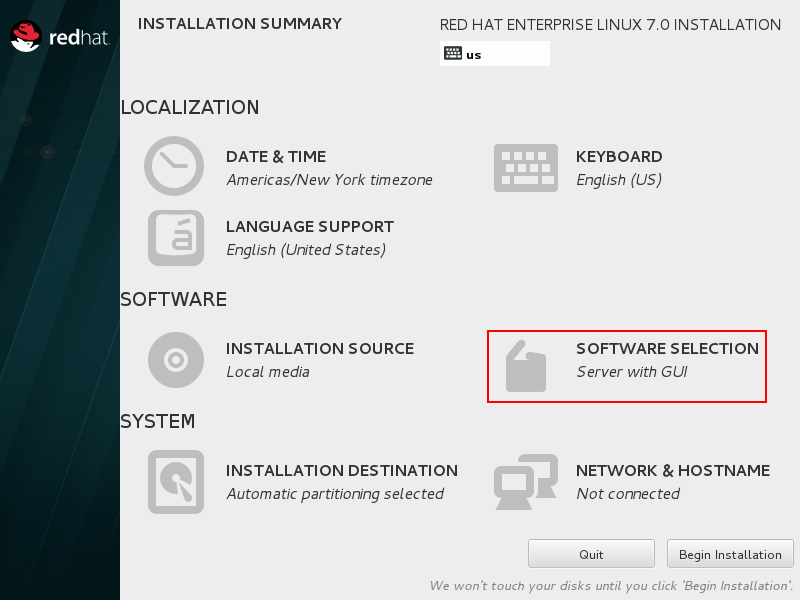 redhat.
INSTALLATION SUMMARY
RED HAT ENTERPRISE LINUX 7.0 INSTALLATION
us
LOCALIZATION
DATE & TIME
Americas/New York timezone
KEYBOARD
English (US)
á
LANGUAGE SUPPORT
English (United States)
SOFTWARE
INSTALLATION SOURCE
Local media
SOFTWARE SELECTION
Server with GUI
SYSTEM
INSTALLATION DESTINATION
Automatic partitioning selected
NETWORK & HOSTNAME
Not connected
Quit
Begin Installation
We won't touch your disks until you click 'Begin Installation'.